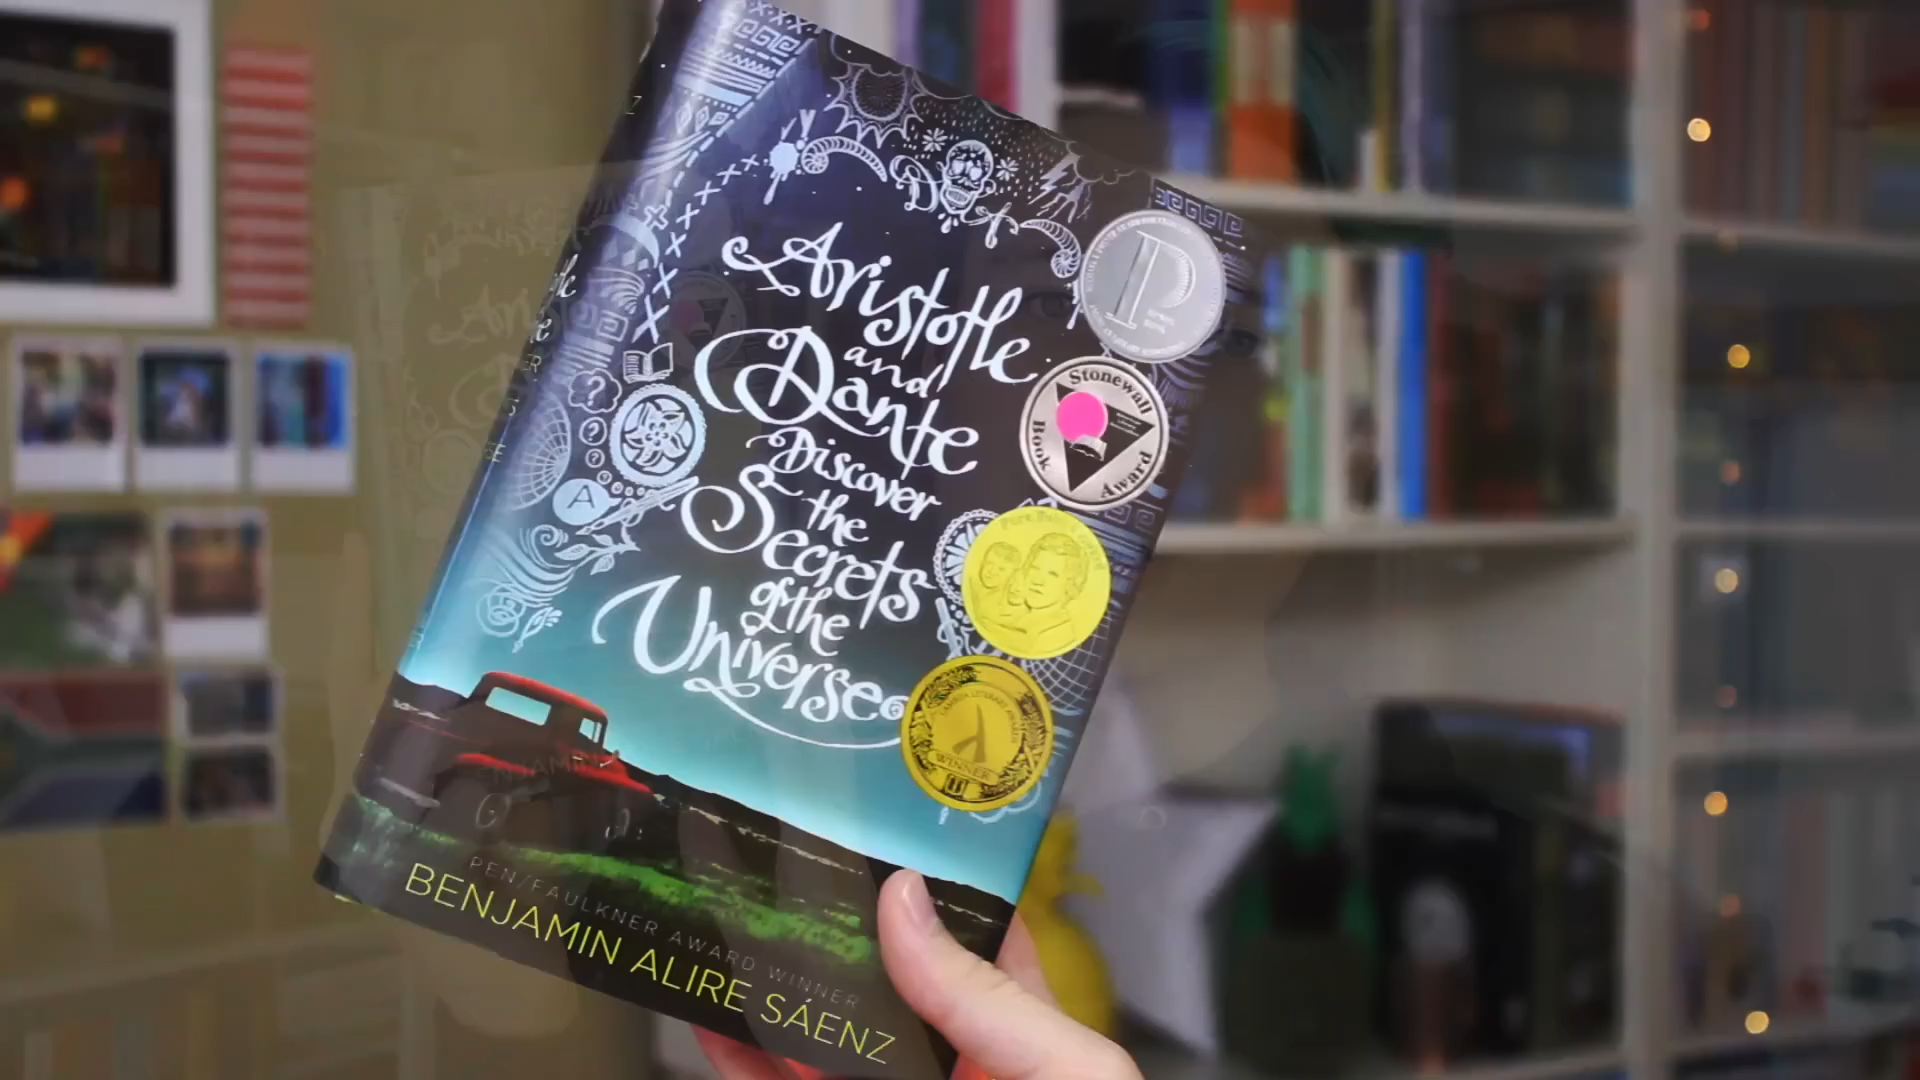 Aristotle
and
Dante
Discover
the
Secrets
of the
Universe
Stonewall
Book
Award
WINNER
A
P
PEN/FAULKNER AWARD WINNER
BENJAMIN ALIRE SÁENZ